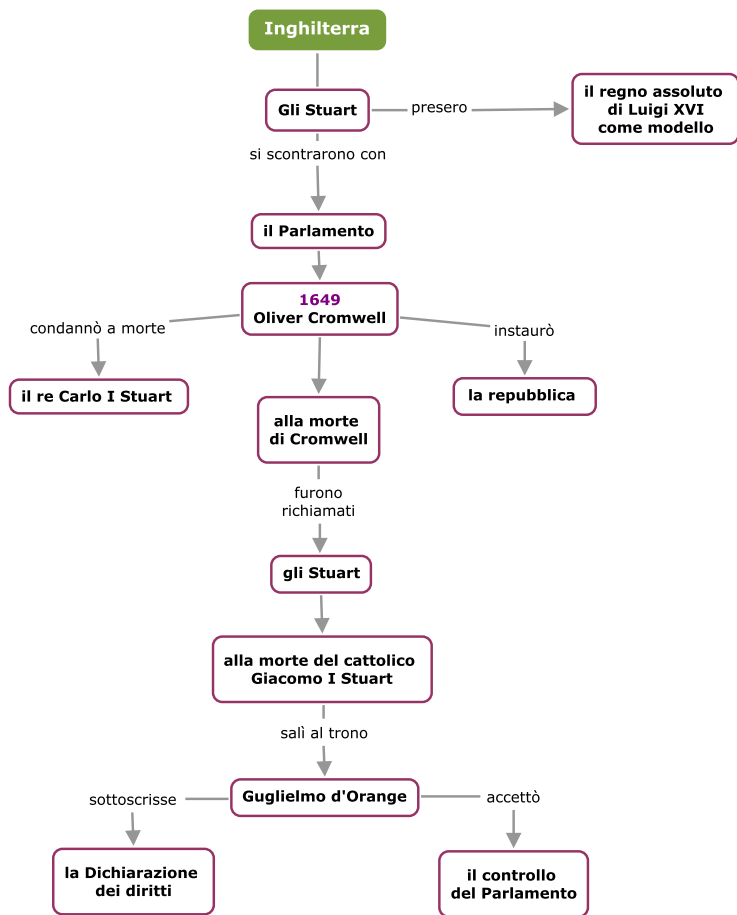 Inghilterra
Gli Stuart
presero
il regno assoluto
di Luigi XVI
come modello
si scontrarono con
il Parlamento
1649
Oliver Cromwell
condannò a morte
instaurò
il re Carlo I Stuart
la repubblica
alla morte
di Cromwell
furono
richiamati
gli Stuart
alla morte del cattolico
Giacomo I Stuart
salì al trono
Guglielmo d'Orange
sottoscrisse
accettò
la Dichiarazione
dei diritti
il controllo
del Parlamento